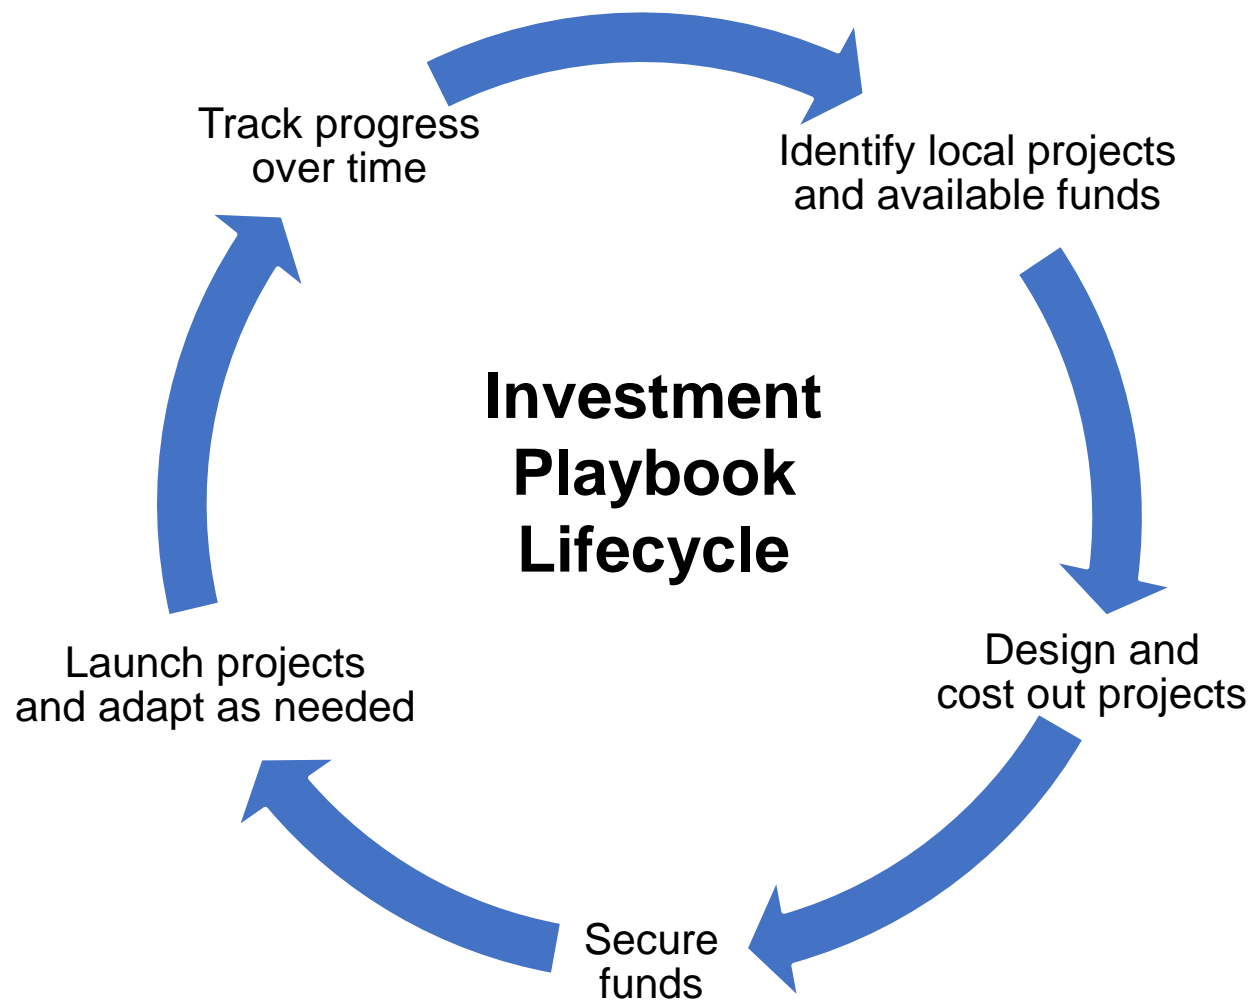 Track progress
over time
Identify local projects
and available funds
Investment
Playbook
Lifecycle
Launch projects
and adapt as needed
Design and
cost out projects
Secure
funds